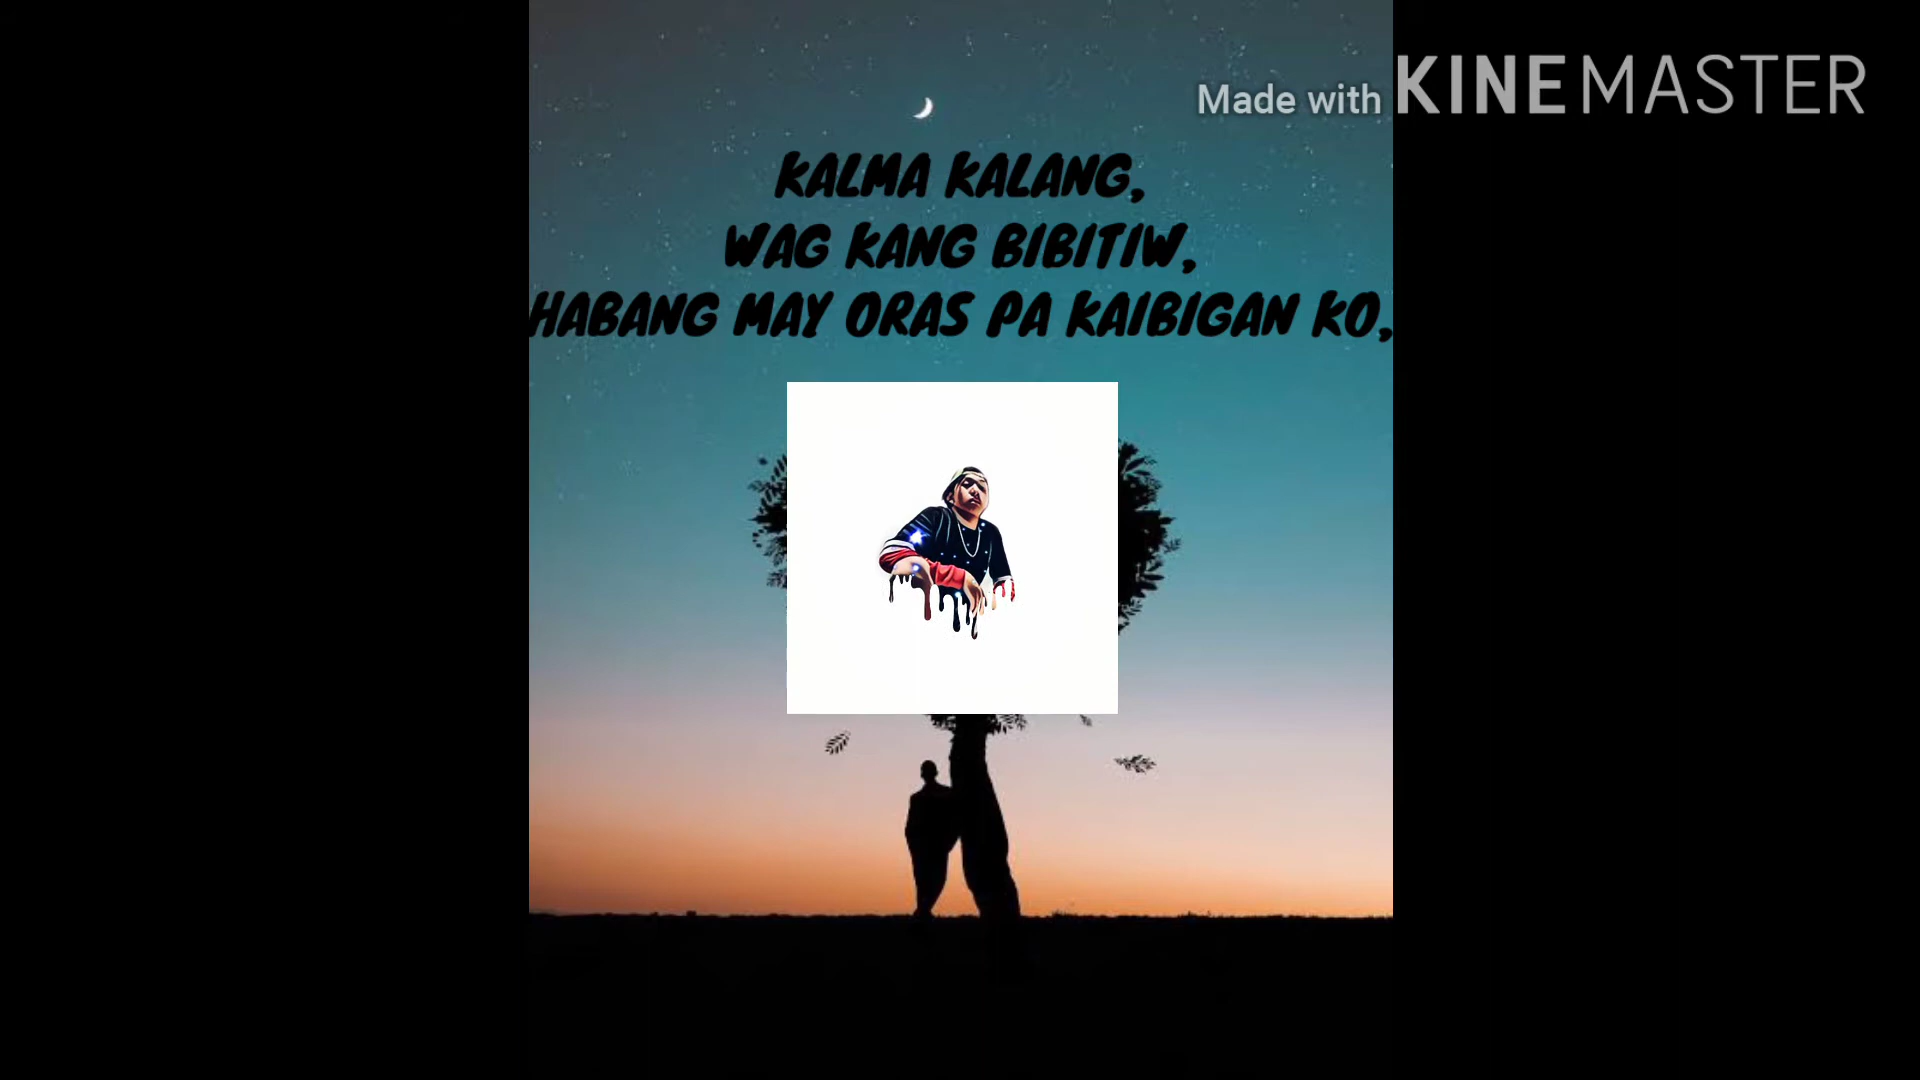 Made with KINEMASTER
KALMA KALANG,
WAG KANG BIBITIW,
HABANG MAY ORAS PA KAIBIGAN KO,